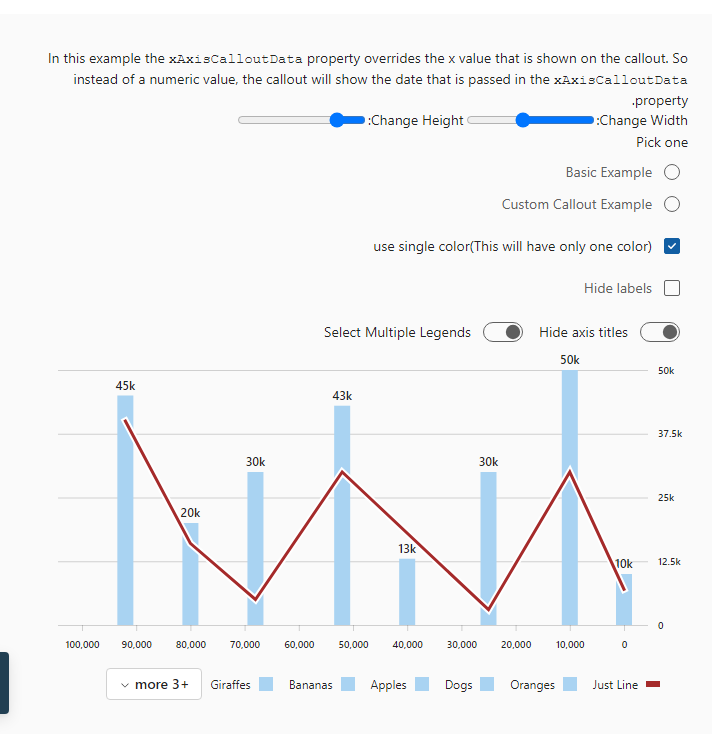 In this example the xAxisCalloutData property overrides the x value that is shown on the callout. So
instead of a numeric value, the callout will show the date that is passed in the xAxisCalloutData
.property
:Change Height :Change Width
Pick one
Basic Example
Custom Callout Example
use single color(This will have only one color)
Hide labels
Select Multiple Legends Hide axis titles
50k
50k
45k
43k
37.5k
30k
30k
25k
20k
13k
12.5k
10k
0
100,000 90,000 80,000 70,000 60,000 50,000 40,000 30,000 20,000 10,000 0
more 3+ Giraffes Bananas Apples Dogs Oranges Just Line